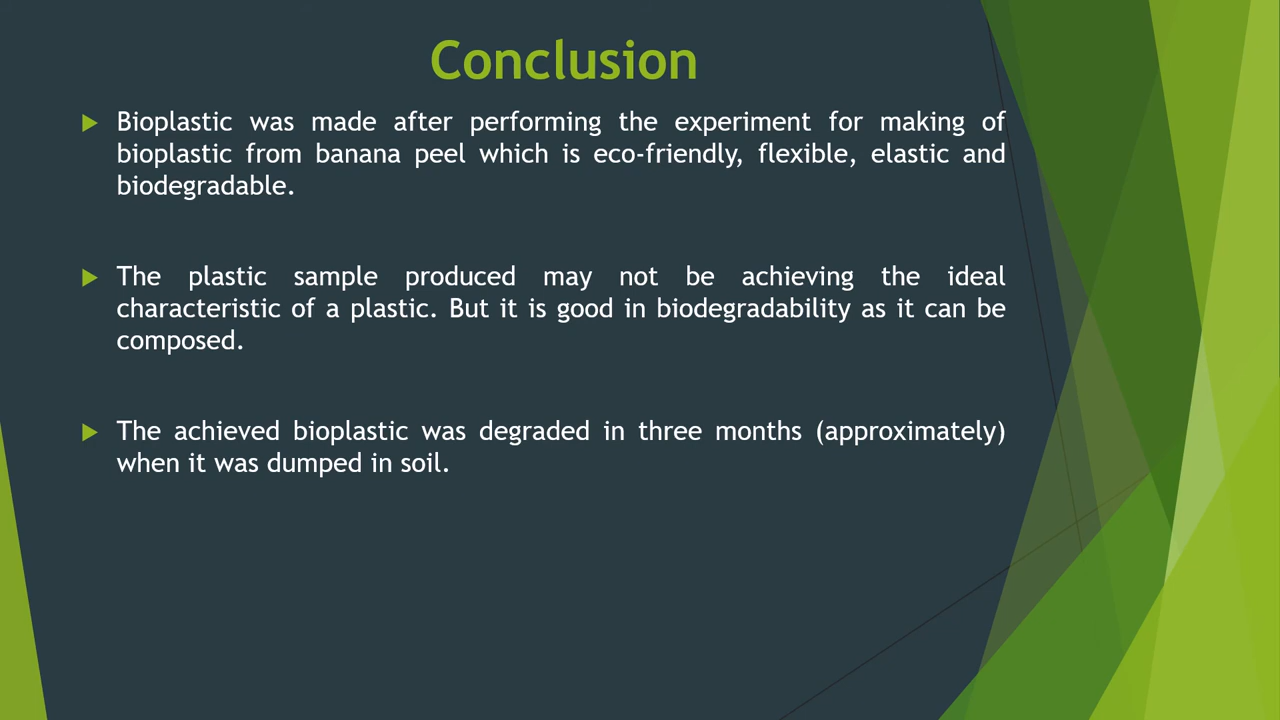 Conclusion
Bioplastic was made after performing the experiment for making of
bioplastic from banana peel which is eco-friendly, flexible, elastic and
biodegradable.
The plastic sample produced may not be achieving the ideal
characteristic of a plastic. But it is good in biodegradability as it can be
composed.
The achieved bioplastic was degraded in three months (approximately)
when it was dumped in soil.